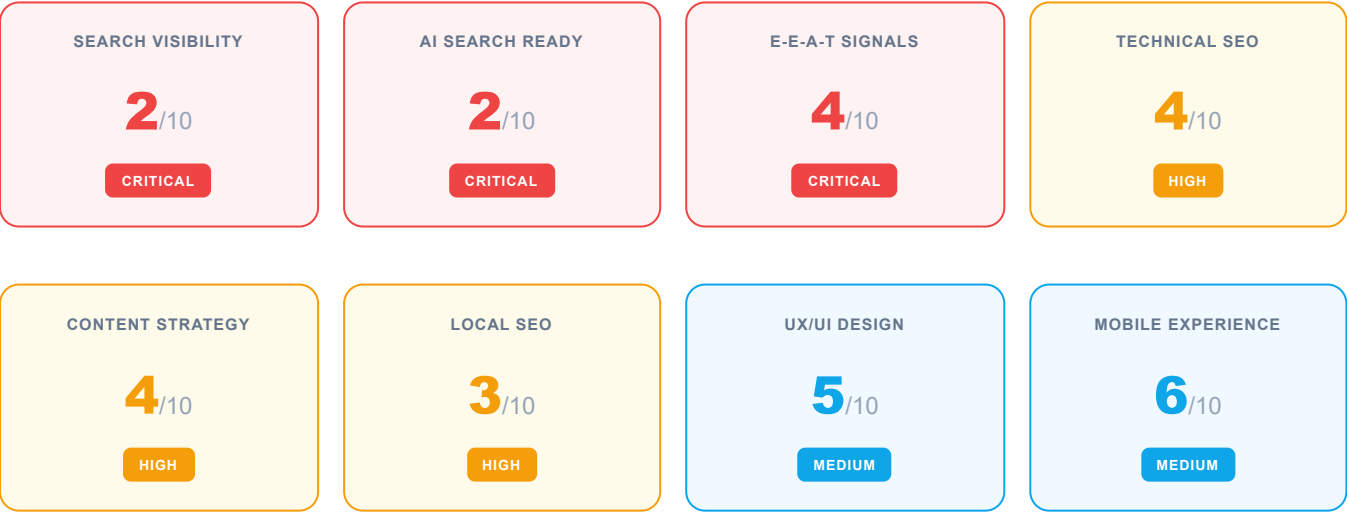 SEARCH VISIBILITY
2/10
CRITICAL
AI SEARCH READY
2/10
CRITICAL
E-E-A-T SIGNALS
4/10
CRITICAL
TECHNICAL SEO
4/10
HIGH
CONTENT STRATEGY
4/10
HIGH
LOCAL SEO
3/10
HIGH
UX/UI DESIGN
5/10
MEDIUM
MOBILE EXPERIENCE
6/10
MEDIUM